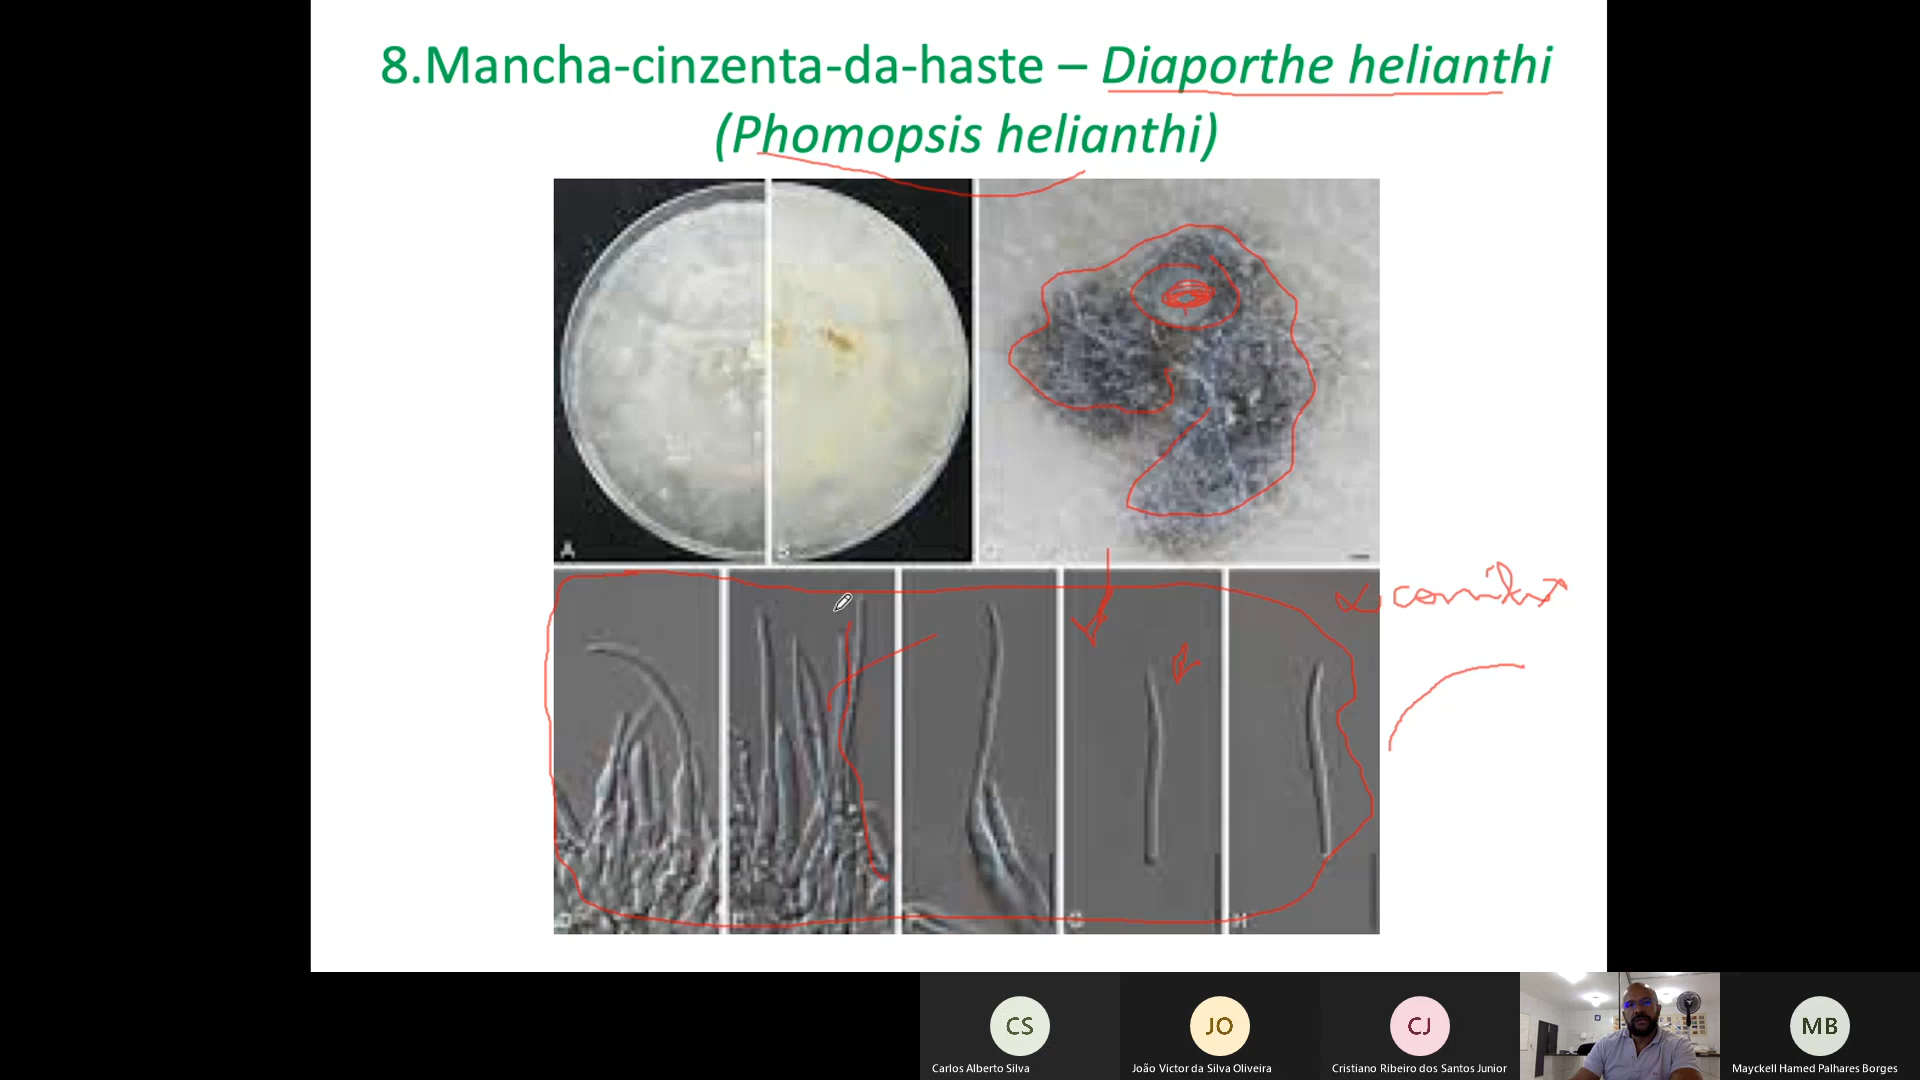 8.Mancha-cinzenta-da-haste – Diaporthe helianthi
(Phomopsis helianthi)
A
G
H
CS
JO
CJ
MB
Carlos Alberto Silva
João Victor da Silva Oliveira
Cristiano Ribeiro dos Santos Junior
Mayckell Hamed Palhares Borges